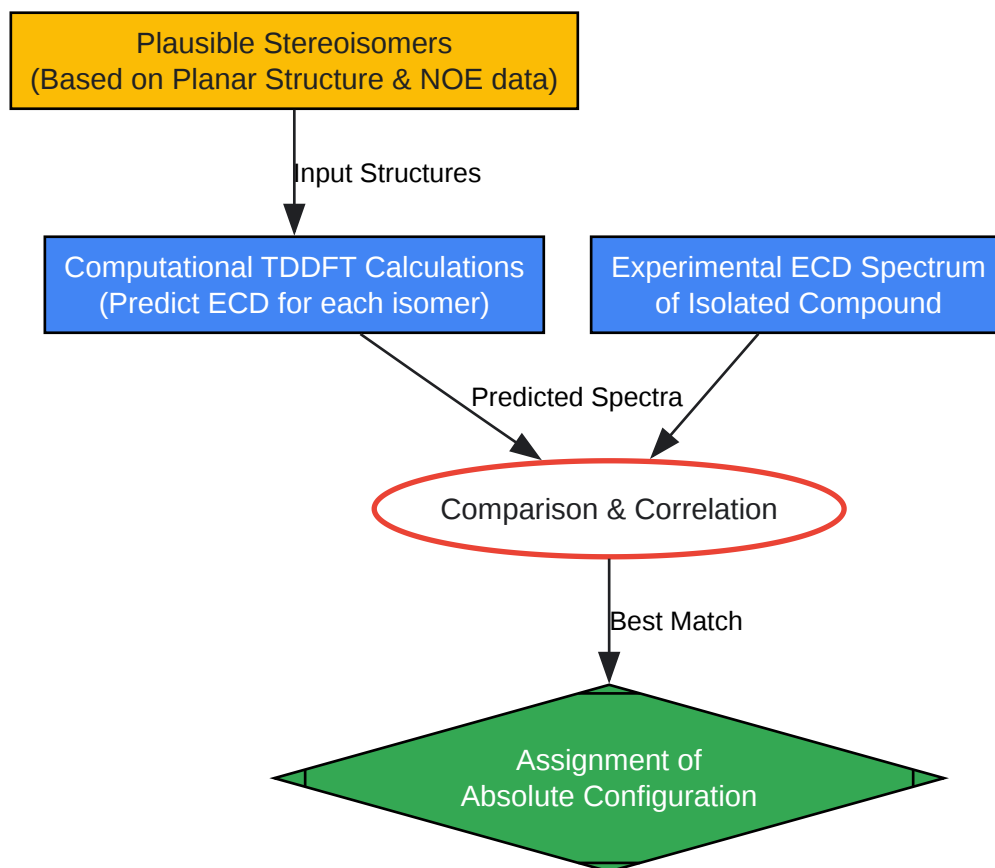 Plausible Stereoisomers
(Based on Planar Structure & NOE data)
Input Structures
Computational TDDFT Calculations
(Predict ECD for each isomer)
Experimental ECD Spectrum
of Isolated Compound
Predicted Spectra
Comparison & Correlation
Best Match
Assignment of
Absolute Configuration